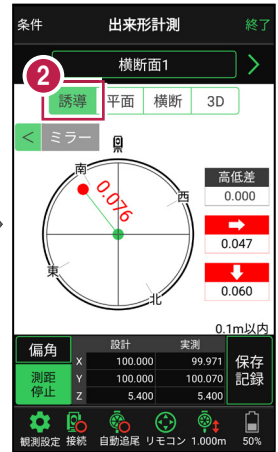 条件 出来形計測 終了
横断面1 >
2
誘導 平面 横断 3D
< ミラー
南
西
東
北
0.076
高低差
0.000
0.047
0.060
0.1m以内
偏角
測距
停止
設計 実測
X 100.000 99.971
Y 100.000 100.070
Z 5.400 5.400
保存
記録
観測設定 接続 自動追尾 リモコン 1.000m 50%